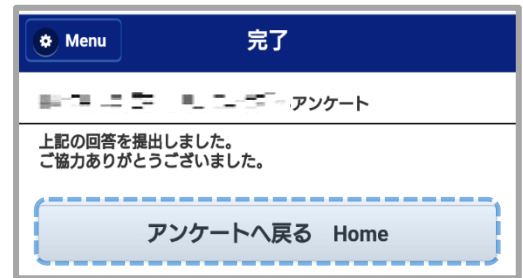 Menu
完了
アンケート
上記の回答を提出しました。
ご協力ありがとうございました。
アンケートへ戻る Home